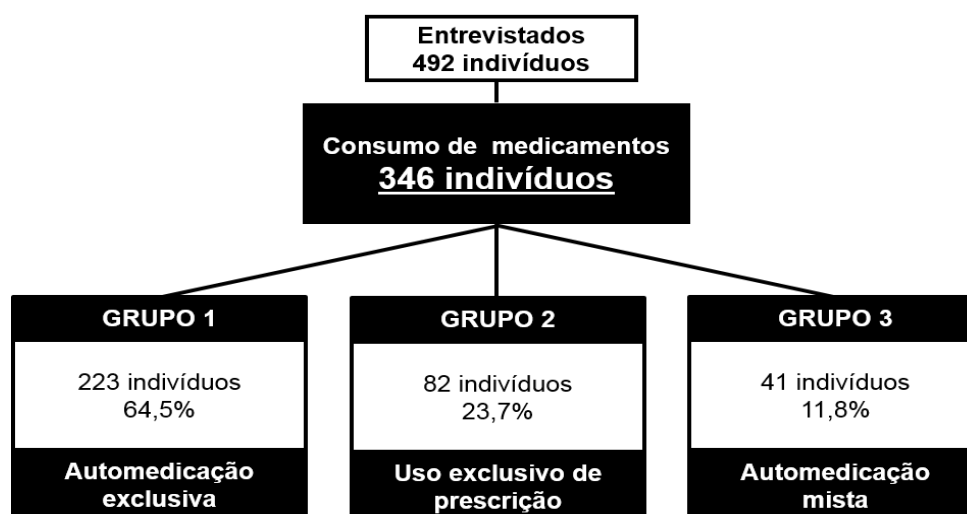 Entrevistados
492 indivíduos
Consumo de medicamentos
346 indivíduos
GRUPO 1
223 indivíduos
64,5%
Automedicação
exclusiva
GRUPO 2
82 indivíduos
23,7%
Uso exclusivo de
prescrição
GRUPO 3
41 indivíduos
11,8%
Automedicação
mista